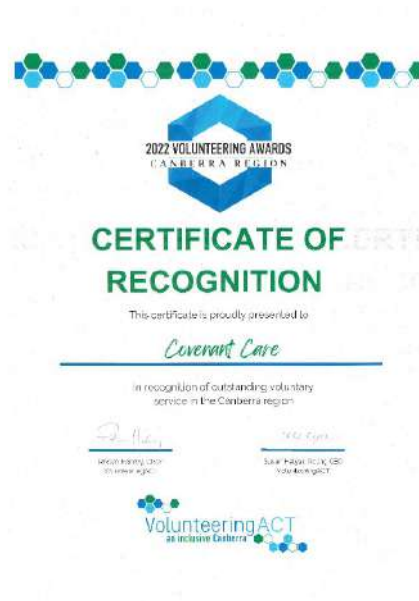 2022 VOLUNTEERING AWARDS
CANBERRA REGION
CERTIFICATE OF
RECOGNITION
This certificate is proudly presented to
Covenant Care
in recognition of outstanding voluntary
service in the Canberra region
VolunteeringACT
an inclusive Canberra